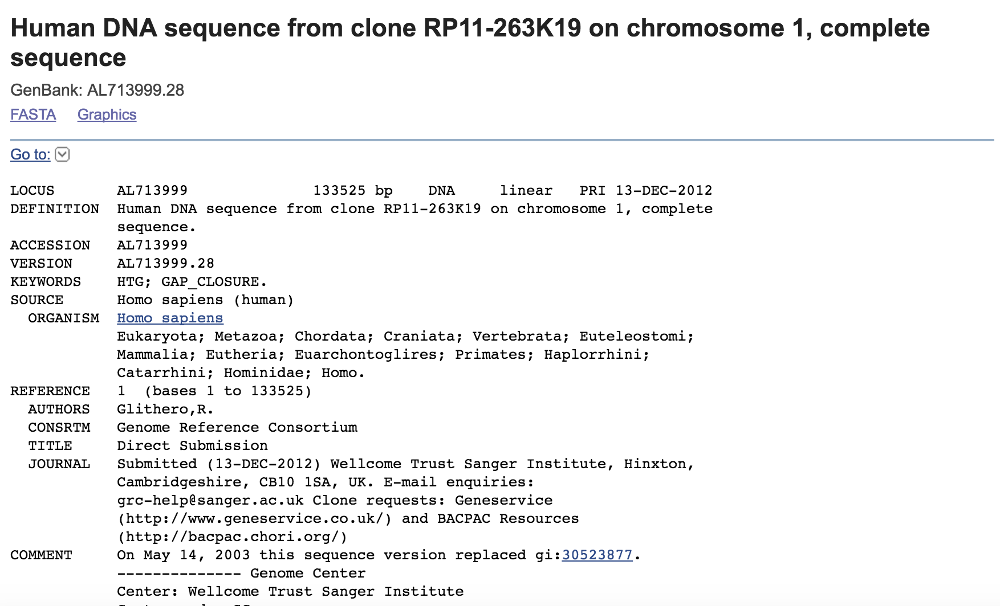 Human DNA sequence from clone RP11-263K19 on chromosome 1, complete
sequence
GenBank: AL713999.28
FASTA Graphics
Go to:
LOCUS AL713999 133525 bp DNA linear PRI 13-DEC-2012
DEFINITION Human DNA sequence from clone RP11-263K19 on chromosome 1, complete
sequence.
ACCESSION AL713999
VERSION AL713999.28
KEYWORDS HTG; GAP_CLOSURE.
SOURCE Homo sapiens (human)
ORGANISM Homo sapiens
Eukaryota; Metazoa; Chordata; Craniata; Vertebrata; Euteleostomi;
Mammalia; Eutheria; Euarchontoglires; Primates; Haplorrhini;
Catarrhini; Hominidae; Homo.
REFERENCE 1 (bases 1 to 133525)
AUTHORS Glithero,R.
CONSRTM Genome Reference Consortium
TITLE Direct Submission
JOURNAL Submitted (13-DEC-2012) Wellcome Trust Sanger Institute, Hinxton,
Cambridgeshire, CB10 1SA, UK. E-mail enquiries:
grc-help@sanger.ac.uk Clone requests: Geneservice
(http://www.geneservice.co.uk/) and BACPAC Resources
(http://bacpac.chori.org/)
COMMENT On May 14, 2003 this sequence version replaced gi:30523877.
-------------- Genome Center
Center: Wellcome Trust Sanger Institute